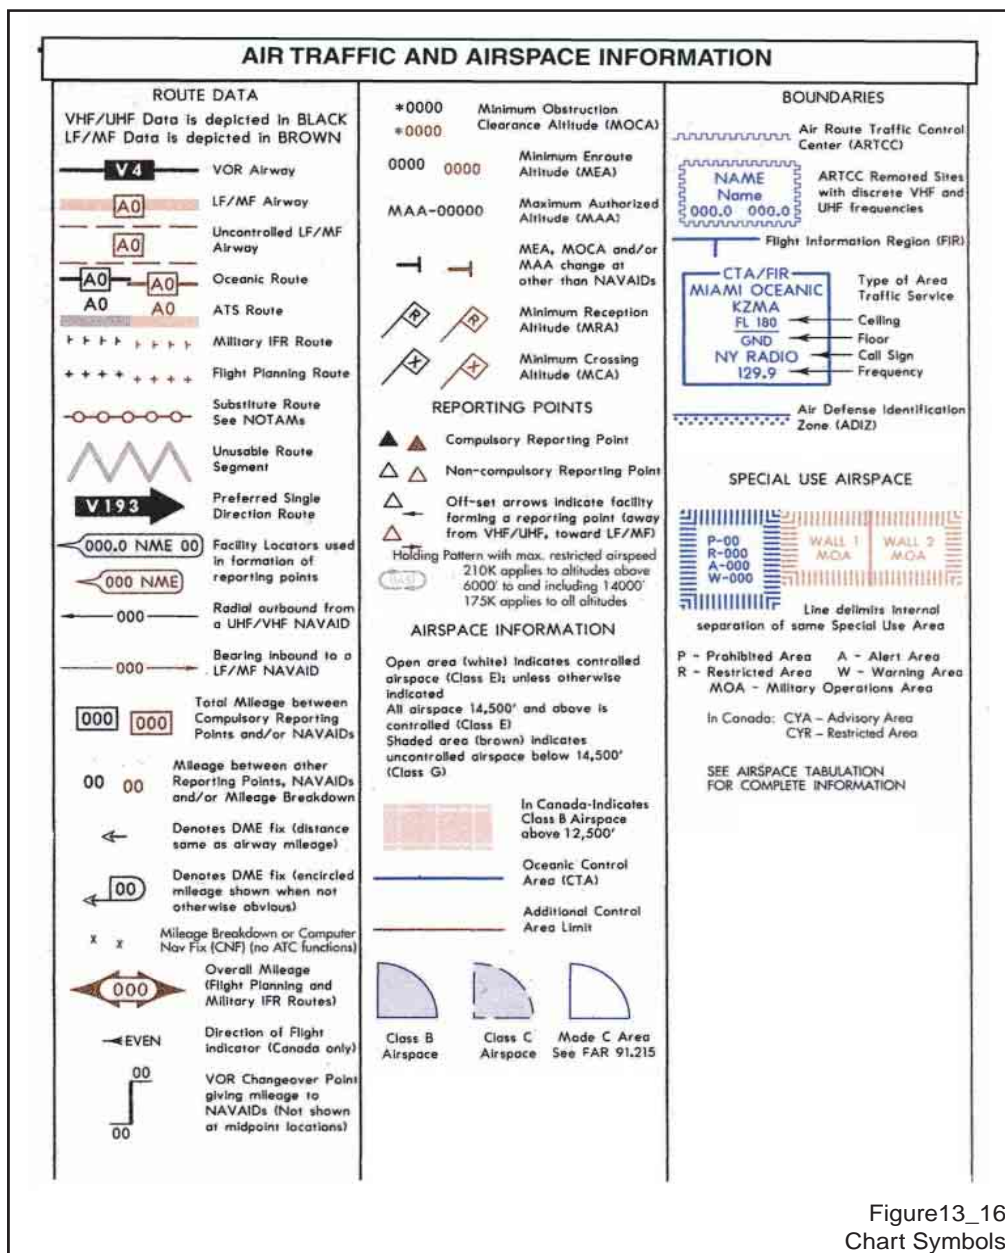 AIR TRAFFIC AND AIRSPACE INFORMATION
ROUTE DATA
VHF/UHF Data is depicted in BLACK
LF/MF Data is depicted in BROWN
V4
VOR Airway
A0
LF/MF Airway
A0
Uncontrolled LF/MF
Airway
A0 A0
Oceanic Route
A0 A0
ATS Route
Military IFR Route
Flight Planning Route
Substitute Route
See NOTAMs
Unusable Route
Segment
V193
Preferred Single
Direction Route
000.0 NME 00
000 NME
Facility Locators used
in formation of
reporting points
000
Radial outbound from
a UHF/VHF NAVAID
000
Bearing inbound to a
LF/MF NAVAID
000 000
Total Mileage between
Compulsory Reporting
Points and/or NAVAIDs
00 00
Mileage between other
Reporting Points, NAVAIDs
and/or Mileage Breakdown
Denotes DME fix (distance
same as airway mileage)
00
Denotes DME fix (encircled
mileage shown when not
otherwise obvious)
x x
Mileage Breakdown or Computer
Nav Fix (CNF) (no ATC functions)
000
Overall Mileage
(Flight Planning and
Military IFR Routes)
EVEN
Direction of Flight
indicator (Canada only)
00
00
VOR Changeover Point
giving mileage to
NAVAIDs (Not shown
at midpoint locations)
*0000
*0000
Minimum Obstruction
Clearance Altitude (MOCA)
0000 0000
Minimum Enroute
Altitude (MEA)
MAA-00000
Maximum Authorized
Altitude (MAA)
MEA, MOCA and/or
MAA change at
other than NAVAIDs
R R
Minimum Reception
Altitude (MRA)
X X
Minimum Crossing
Altitude (MCA)
REPORTING POINTS
Compulsory Reporting Point
Non-compulsory Reporting Point
Off-set arrows indicate facility
forming a reporting point (away
from VHF/UHF, toward LF/MF)
Holding Pattern with max. restricted airspeed
210K applies to altitudes above
6000' to and including 14000'
175K applies to all altitudes
AIRSPACE INFORMATION
Open area (white) indicates controlled
airspace (Class E); unless otherwise
indicated
All airspace 14,500' and above is
controlled (Class E)
Shaded area (brown) indicates
uncontrolled airspace below 14,500'
(Class G)
In Canada-Indicates
Class B Airspace
above 12,500'
Oceanic Control
Area (CTA)
Additional Control
Area Limit
Class B
Airspace
Class C
Airspace
Mode C Area
See FAR 91.215
BOUNDARIES
Air Route Traffic Control
Center (ARTCC)
NAME
Name
000.0 000.0
ARTCC Remoted Sites
with discrete VHF and
UHF frequencies
Flight Information Region (FIR)
CTA/FIR
MIAMI OCEANIC
KZMA
FL 180
GND
NY RADIO
129.9
Type of Area
Traffic Service
Ceiling
Floor
Call Sign
Frequency
Air Defense Identification
Zone (ADIZ)
SPECIAL USE AIRSPACE
P-00
R-000
A-000
W-000
WALL 1
MOA
WALL 2
MOA
Line delimits internal
separation of same Special Use Area
P - Prohibited Area A - Alert Area
R - Restricted Area W - Warning Area
MOA - Military Operations Area
In Canada: CYA - Advisory Area
CYR - Restricted Area
SEE AIRSPACE TABULATION
FOR COMPLETE INFORMATION
Figure13_16
Chart Symbols